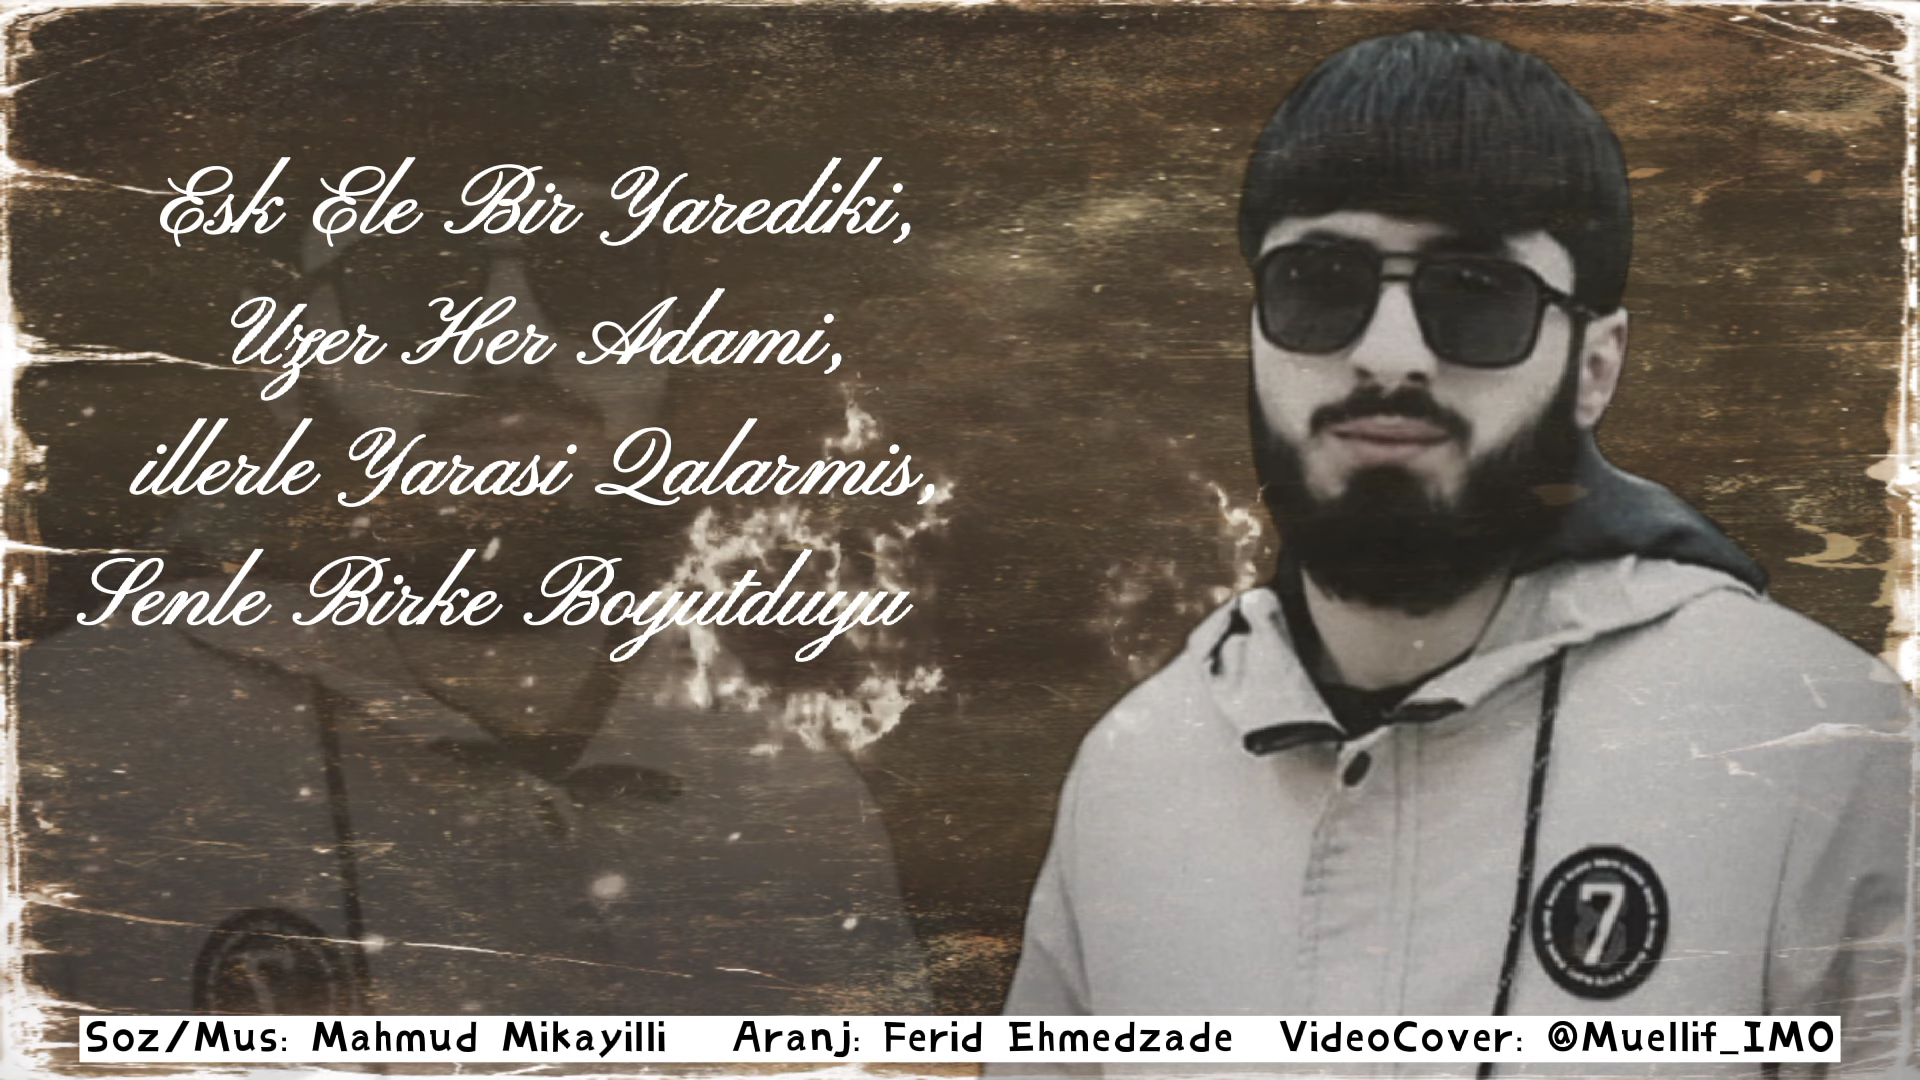 Esk Ele Bir Yarediki,
Uzer Her Adami,
illerle Yarasi Qalarmis,
Senle Birke Boyutduyu
7
Soz/Mus: Mahmud Mikayilli Aranj: Ferid Ehmedzade VideoCover: @Muellif_IMO